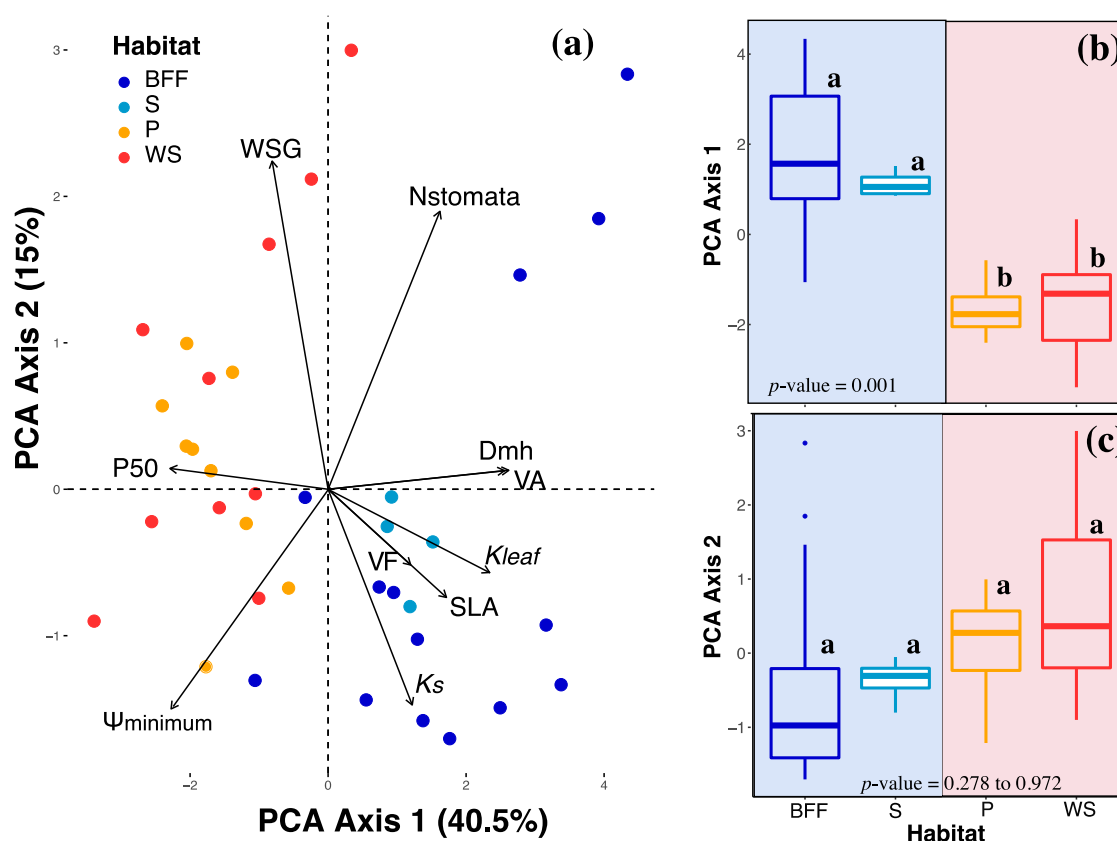 (a)
Habitat
BFF
S
P
WS
3
2
1
0
−1
WSG
Nstomata
Dmh
VA
P50
Kleaf
VF
SLA
Ks
Ψminimum
−2
0
2
4
PCA Axis 1 (40.5%)
PCA Axis 2 (15%)
(b)
4
2
0
−2
PCA Axis 1
a
a
b
b
p-value = 0.001
(c)
3
2
1
0
−1
PCA Axis 2
a
a
a
a
p-value = 0.278 to 0.972
BFF
S
P
WS
Habitat